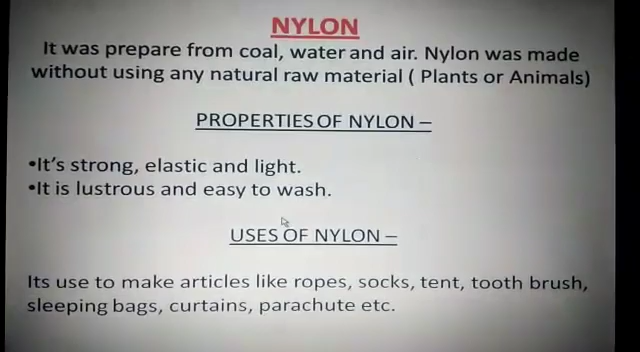 NYLON
It was prepare from coal, water and air. Nylon was made
without using any natural raw material ( Plants or Animals)
PROPERTIES OF NYLON –
•It's strong, elastic and light.
•It is lustrous and easy to wash.
USES OF NYLON –
Its use to make articles like ropes, socks, tent, tooth brush,
sleeping bags, curtains, parachute etc.